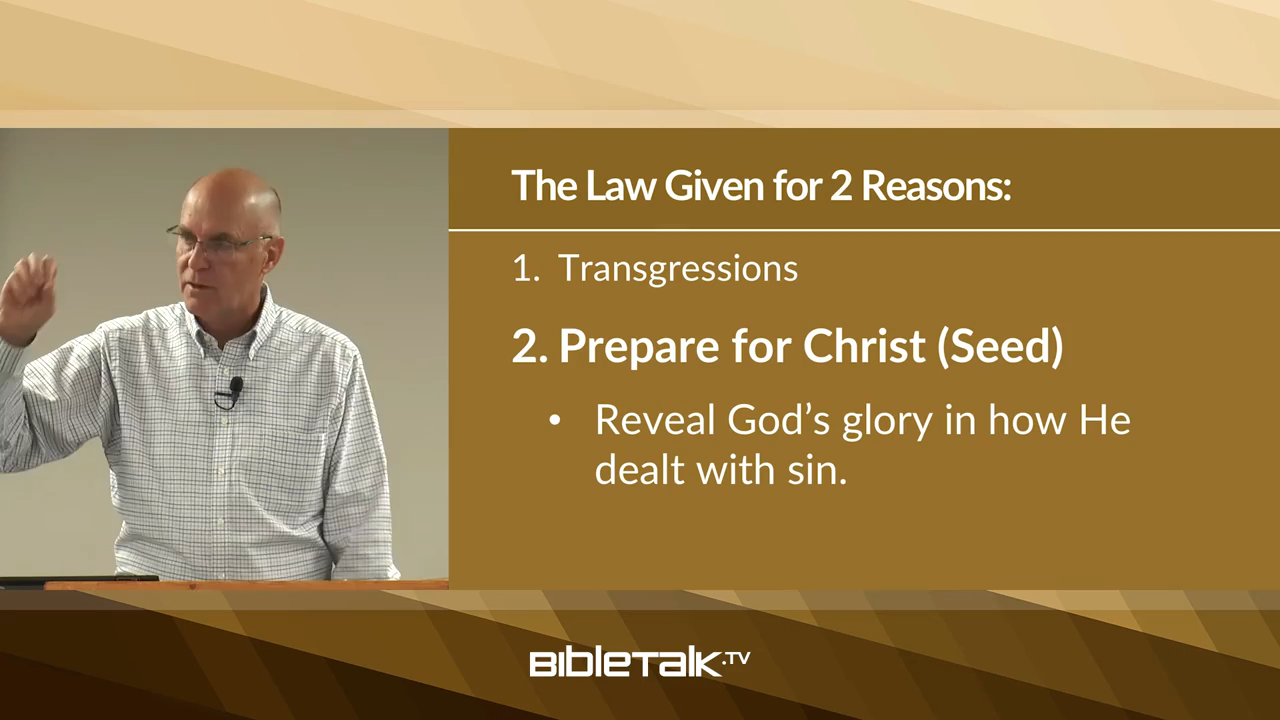 The Law Given for 2 Reasons:
1. Transgressions
2. Prepare for Christ (Seed)
• Reveal God's glory in how He
dealt with sin.
BIBLETALK.TV